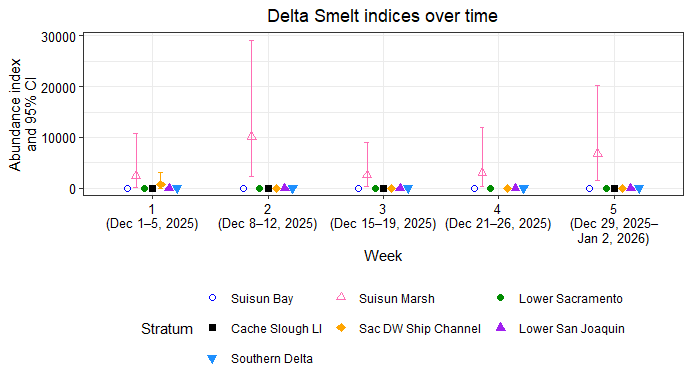 Delta Smelt indices over time
Abundance index
and 95% CI
30000
20000
10000
0
1
(Dec 1–5, 2025)
2
(Dec 8–12, 2025)
3
(Dec 15–19, 2025)
4
(Dec 21–26, 2025)
5
(Dec 29, 2025–
Jan 2, 2026)
Week
Stratum
Suisun Bay
Suisun Marsh
Lower Sacramento
Cache Slough LI
Sac DW Ship Channel
Lower San Joaquin
Southern Delta